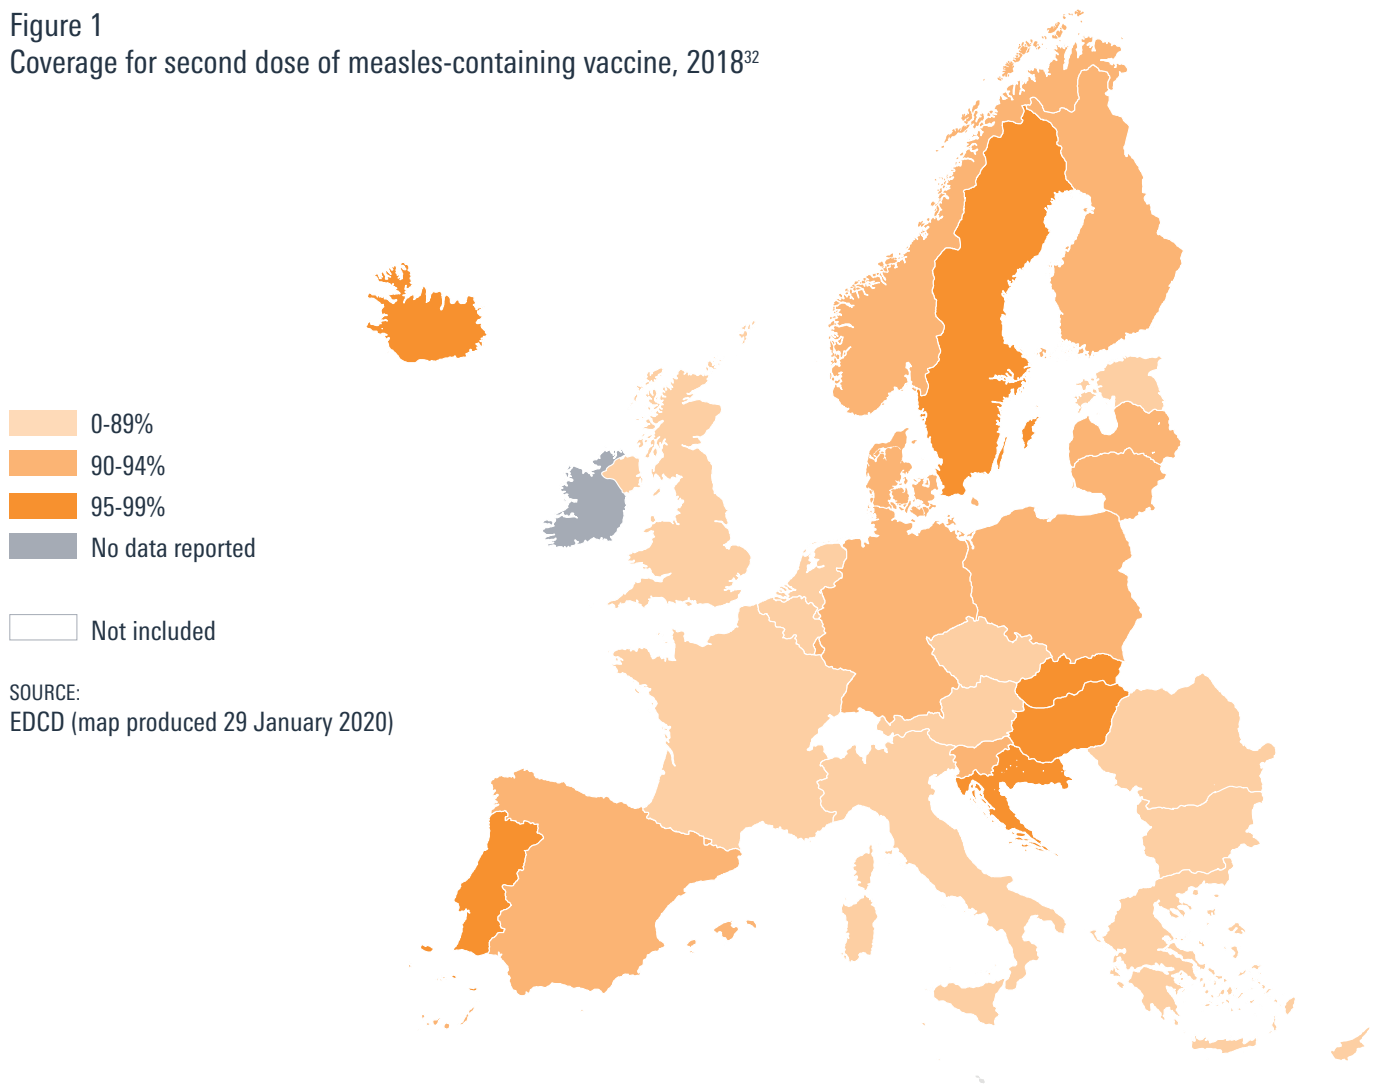 Figure 1
Coverage for second dose of measles-containing vaccine, 2018³²
0-89%
90-94%
95-99%
No data reported
Not included
SOURCE:
EDCD (map produced 29 January 2020)